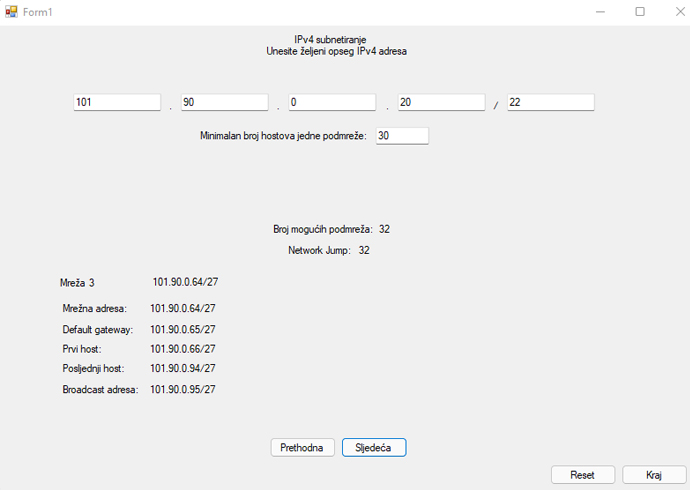 Form1
IPv4 subnetiranje
Unesite željeni opseg IPv4 adresa
101 . 90 . 0 . 20 / 22
Minimalan broj hostova jedne podmreže: 30
Broj mogućih podmreža: 32
Network Jump: 32
Mreža 3 101.90.0.64/27
Mrežna adresa: 101.90.0.64/27
Default gateway: 101.90.0.65/27
Prvi host: 101.90.0.66/27
Posljednji host: 101.90.0.94/27
Broadcast adresa: 101.90.0.95/27
Prethodna Sljedeća
Reset Kraj